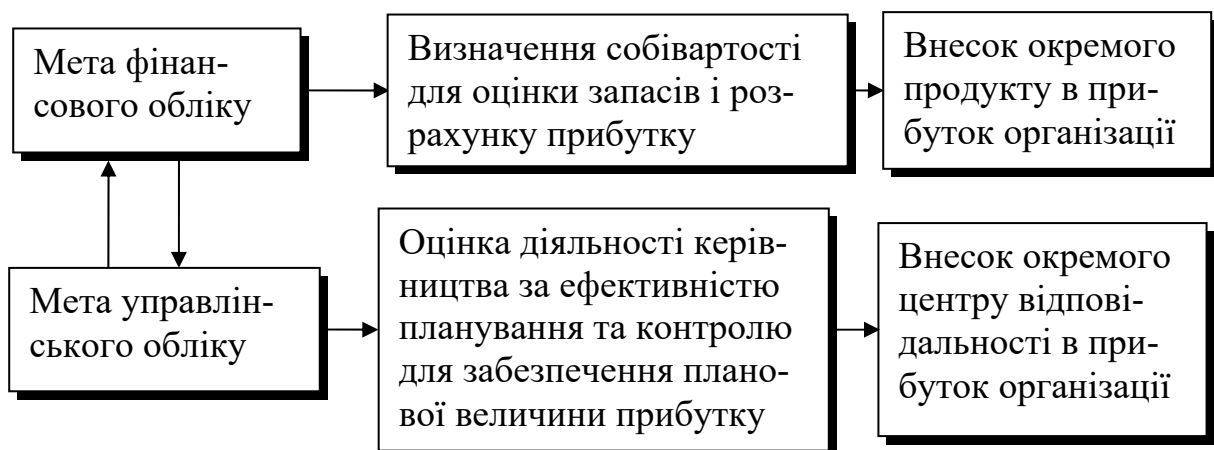 Мета фінан-
сового обліку
Визначення собівартості
для оцінки запасів і роз-
рахунку прибутку
Внесок окремого
продукту в при-
буток організації
Мета управлін-
ського обліку
Оцінка діяльності керів-
ництва за ефективністю
планування та контролю
для забезпечення плано-
вої величини прибутку
Внесок окремого
центру відпові-
дальності в при-
буток організації